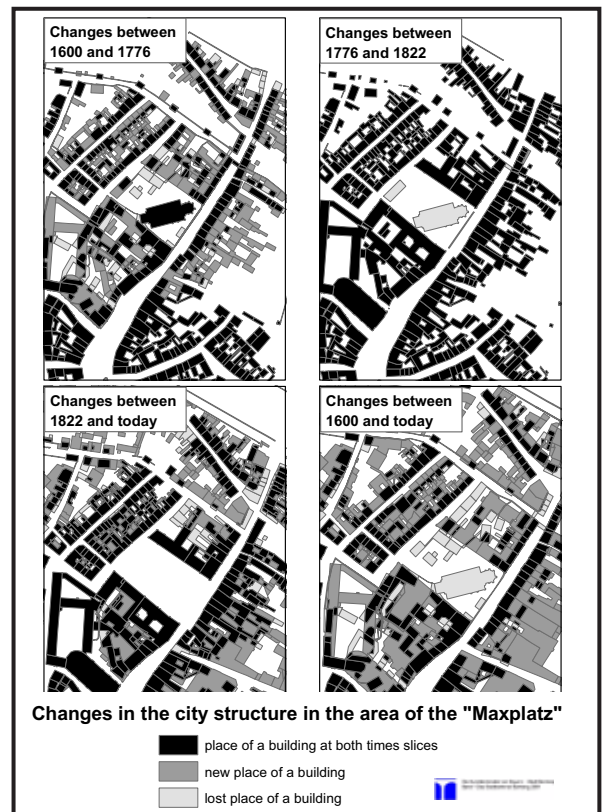 Changes between
1600 and 1776
Changes between
1776 and 1822
Changes between
1822 and today
Changes between
1600 and today
Changes in the city structure in the area of the "Maxplatz"
place of a building at both times slices
new place of a building
lost place of a building